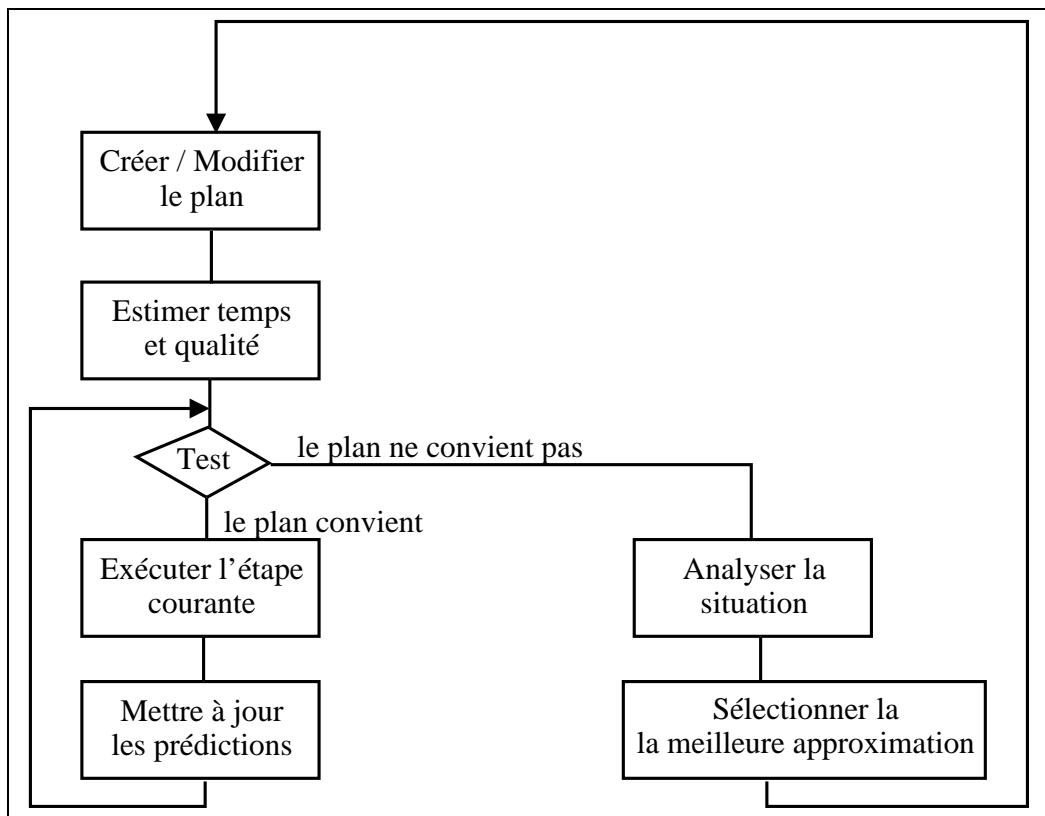 Créer / Modifier
le plan
Estimer temps
et qualité
Test
le plan ne convient pas
le plan convient
Exécuter l’étape
courante
Analyser la
situation
Mettre à jour
les prédictions
Sélectionner la
la meilleure approximation